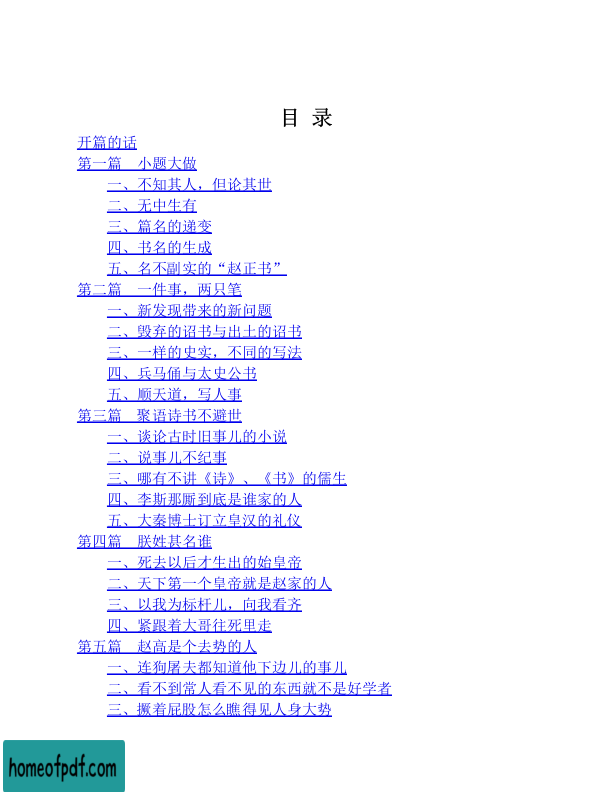 目 录
开篇的话
第一篇　小题大做
一、不知其人，但论其世
二、无中生有
三、篇名的递变
四、书名的生成
五、名不副实的“赵正书”
第二篇　一件事，两只笔
一、新发现带来的新问题
二、毁弃的诏书与出土的诏书
三、一样的史实，不同的写法
四、兵马俑与太史公书
五、顺天道，写人事
第三篇　聚语诗书不避世
一、谈论古时旧事儿的小说
二、说事儿不纪事
三、哪有不讲《诗》、《书》的儒生
四、李斯那厮到底是谁家的人
五、大秦博士订立皇汉的礼仪
第四篇　朕姓甚名谁
一、死去以后才生出的始皇帝
二、天下第一个皇帝就是赵家的人
三、以我为标杆儿，向我看齐
四、紧跟着大哥往死里走
第五篇　赵高是个去势的人
一、连狗屠夫都知道他下边儿的事儿
二、看不到常人看不见的东西就不是好学者
三、撅着屁股怎么瞧得见人身大势
homeofpdf.com